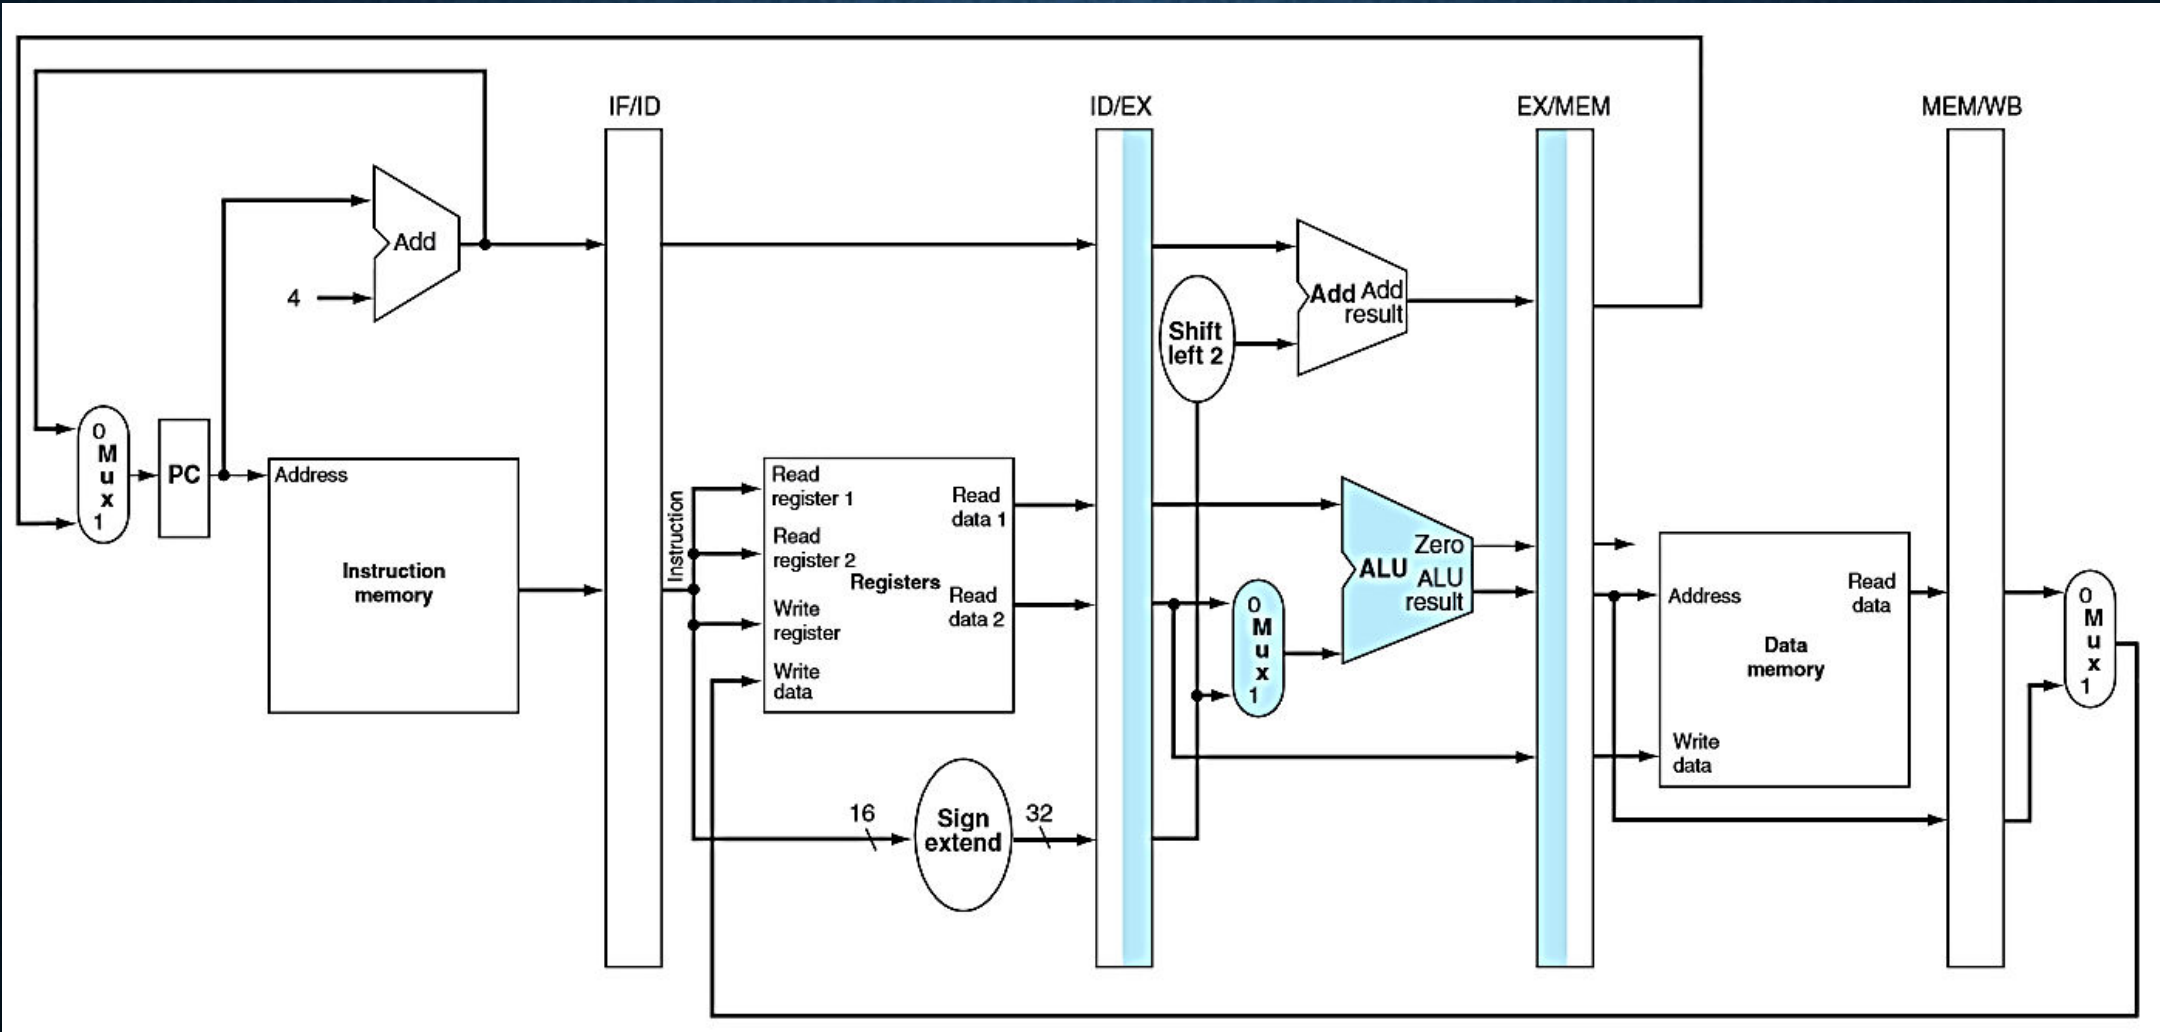 IF/ID
ID/EX
EX/MEM
MEM/WB
Add
4
Add Add
result
Shift
left 2
0
M
u
x
1
PC
Address
Instruction
memory
Instruction
Read
register 1
Read
register 2
Write
register
Write
data
Registers
Read
data 1
Read
data 2
16
Sign
extend
32
0
M
u
x
1
ALU
Zero
ALU
result
Address
Read
data
Data
memory
Write
data
0
M
u
x
1